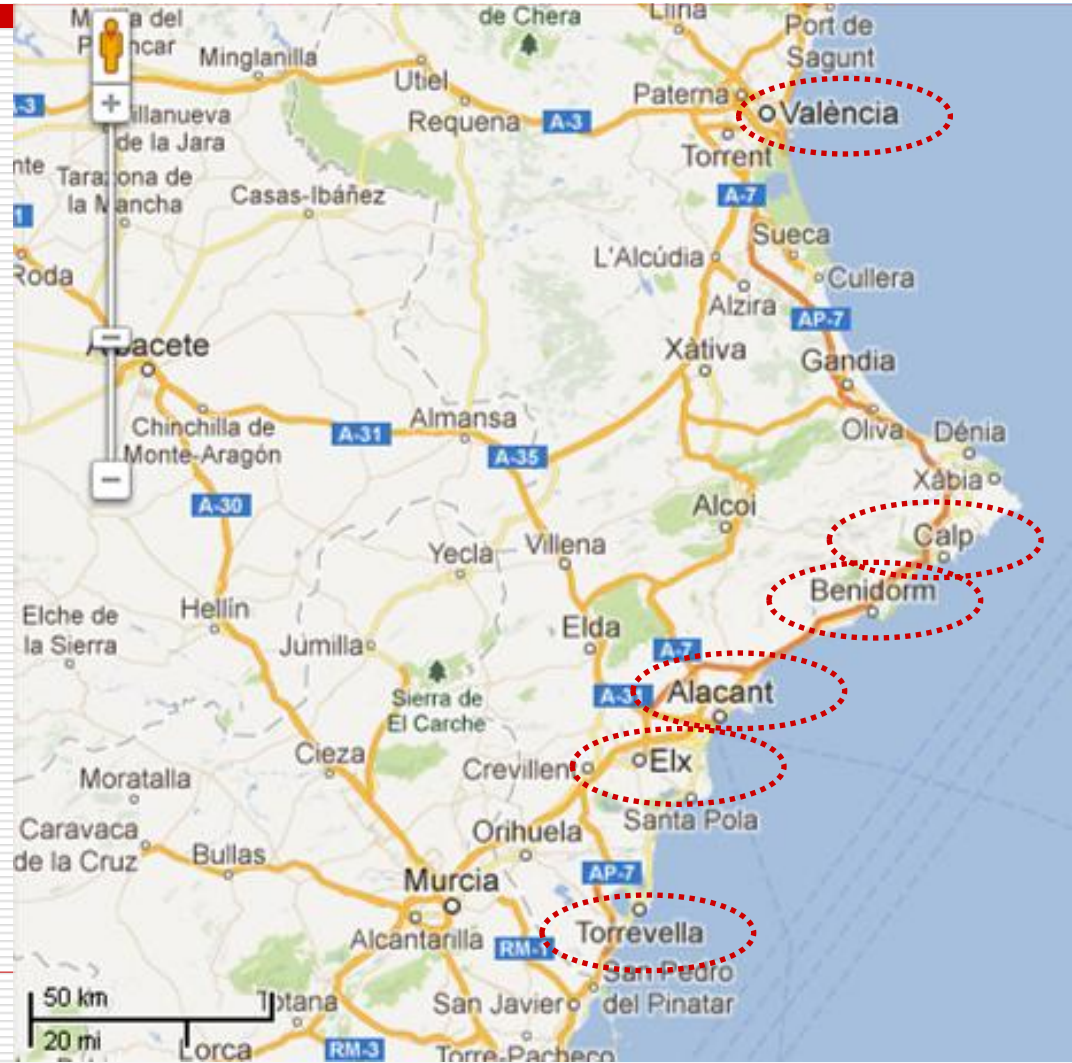 de Chera
Llíria
Port de
Sagunt
Minglanilla
Utiel
Paterna
València
A-3
Requena
de la Jara
Torrent
Tarazona de
la Mancha
Casas-Ibáñez
A-7
Sueca
L'Alcúdia
Cullera
Roda
Alzira
AP-7
Albacete
Xàtiva
Gandia
Chinchilla de
Monte-Aragón
A-31
Almansa
Oliva
Dénia
A-35
Xàbia
A-30
Alcoi
Calp
Yecla
Villena
Benidorm
Elche de
la Sierra
Hellín
Elda
Jumilla
A-7
Sierra de
El Carche
A-31
Alacant
Cieza
Crevillent
Elx
Moratalla
Santa Pola
Caravaca
de la Cruz
Bullas
Orihuela
Murcia
AP-7
Alcantarilla
RM-1
Torrevella
San Pedro
del Pinatar
50 km
Totana
San Javier
20 mi
Lorca
RM-3
Torre-Pacheco